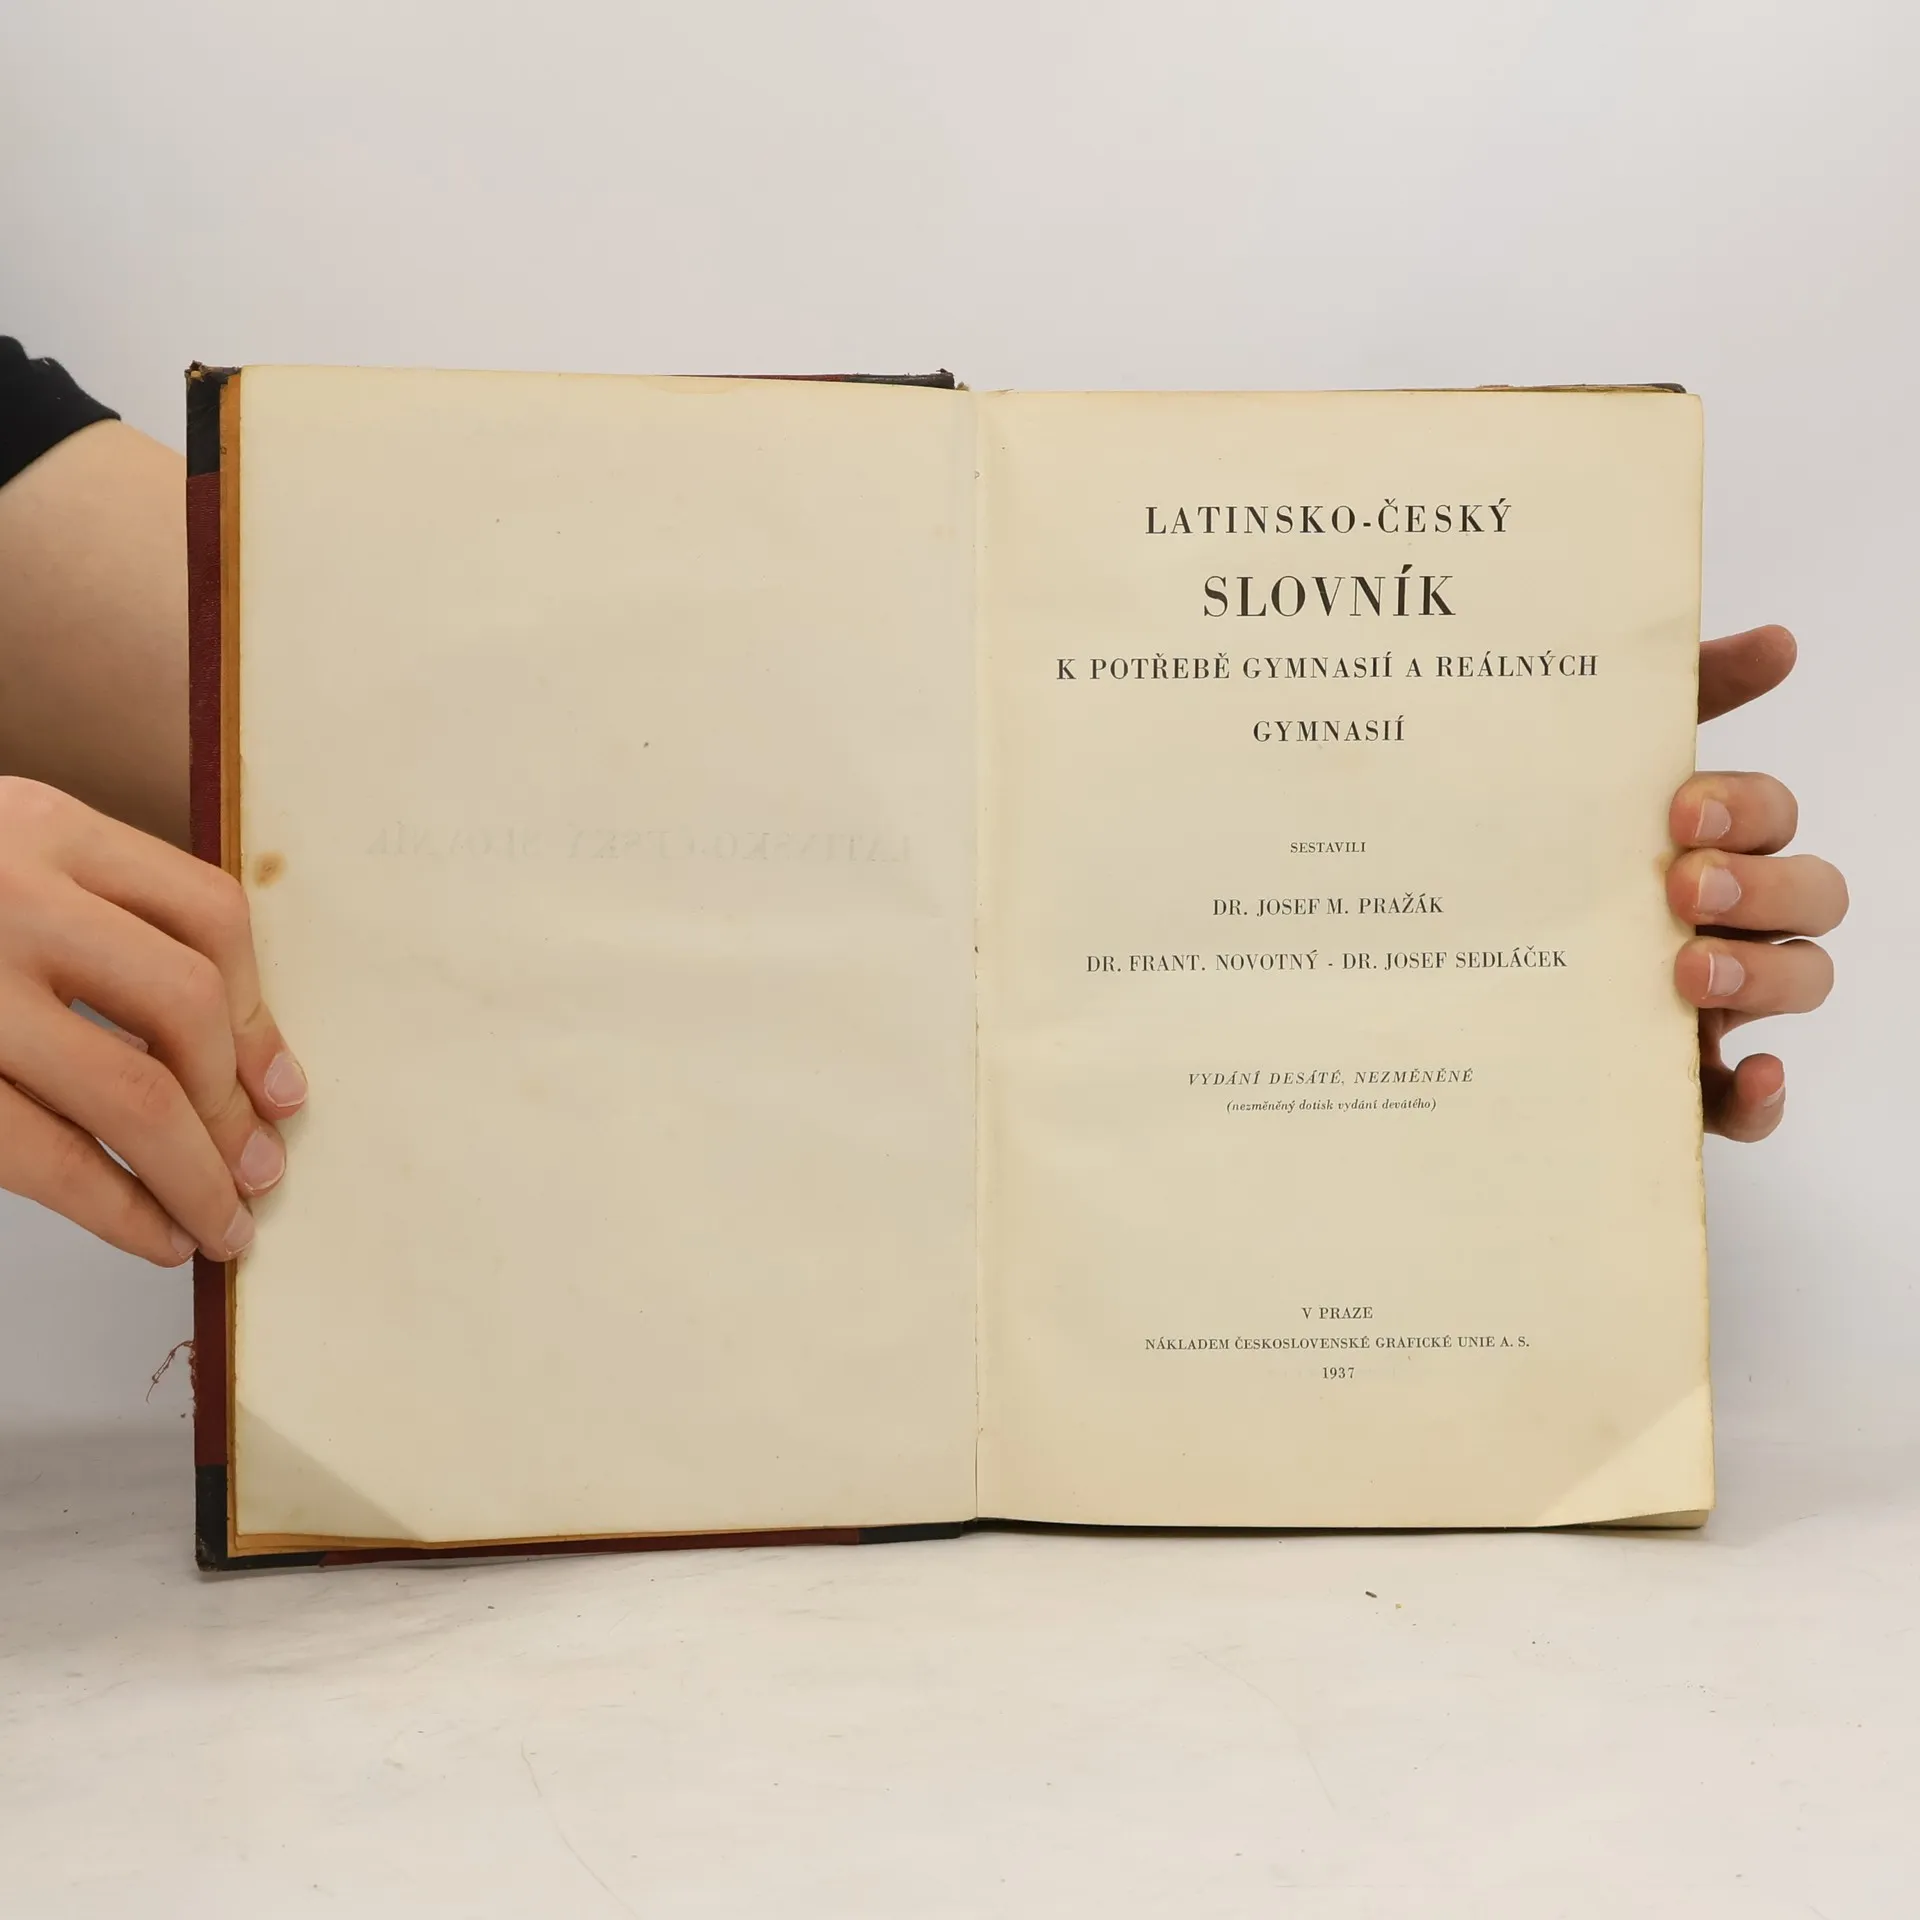 LATINSKO-ČESKÝ
SLOVNÍK
K POTŘEBĚ GYMNASIÍ A REÁLNÝCH
GYMNASIÍ
SESTAVILI
DR. JOSEF M. PRAŽÁK
DR. FRANT. NOVOTNÝ - DR. JOSEF SEDLÁČEK
VYDÁNÍ DESÁTÉ, NEZMĚNĚNÉ
(nezměněný dotisk vydání devátého)
V PRAZE
NÁKLADEM ČESKOSLOVENSKÉ GRAFICKÉ UNIE A. S.
1937